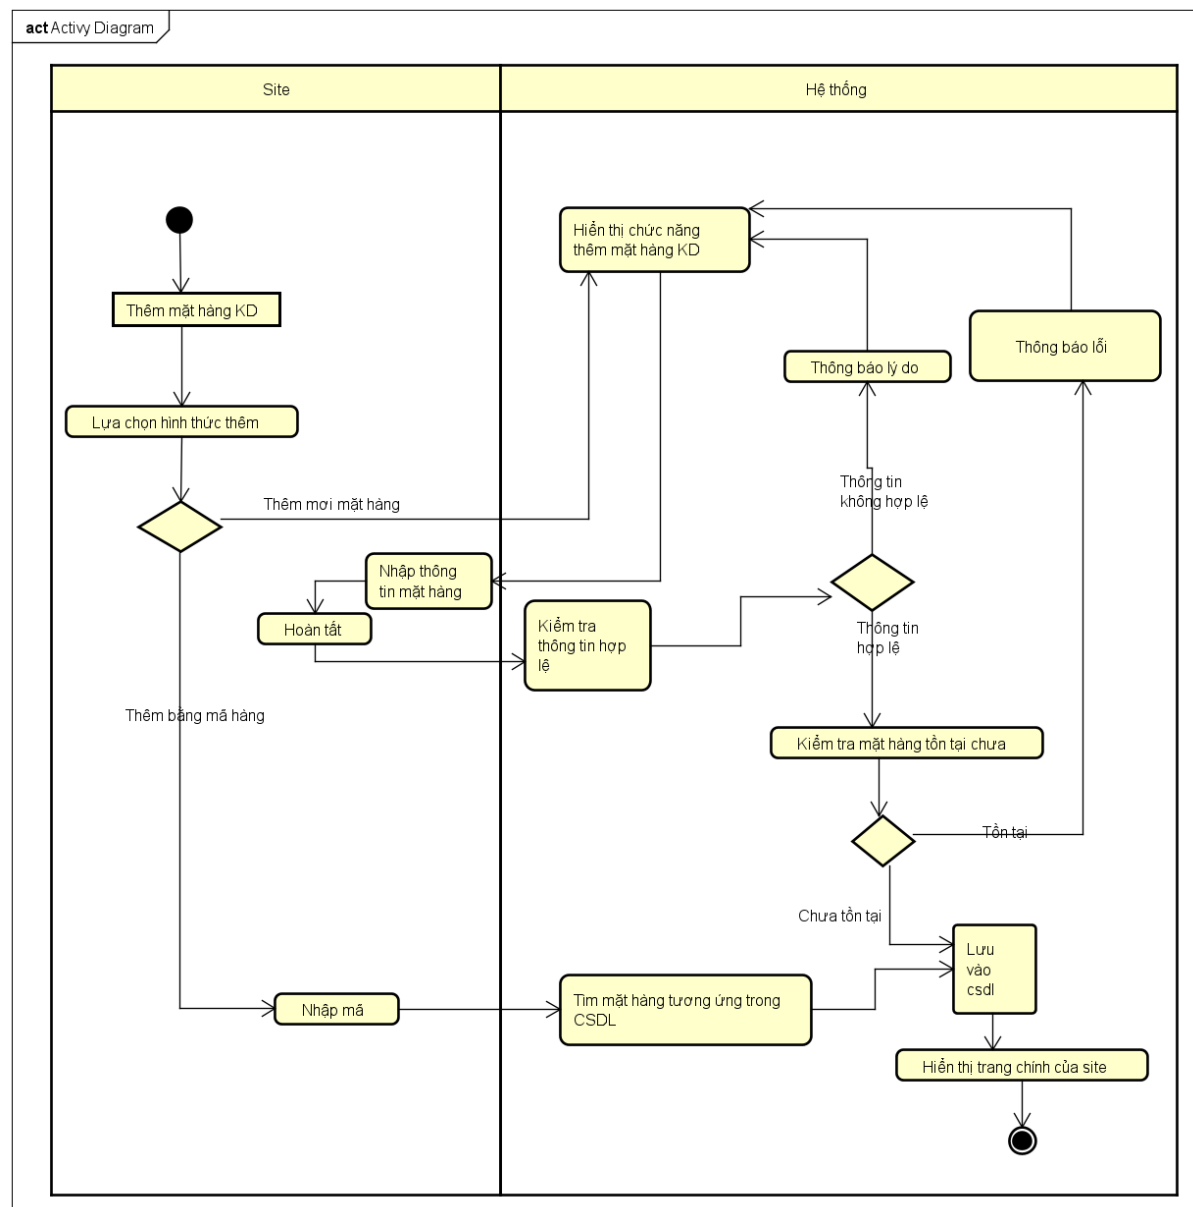 act Activy Diagram
Site
Hệ thống
Hiển thị chức năng
thêm mặt hàng KD
Thêm mặt hàng KD
Thông báo lỗi
Thông báo lý do
Lựa chọn hình thức thêm
Thông tin
không hợp lệ
Thêm mơi mặt hàng
Nhập thông
tin mặt hàng
Hoàn tất
Kiểm tra
thông tin hợp
lệ
Thông tin
hợp lệ
Thêm bằng mã hàng
Kiểm tra mặt hàng tồn tại chưa
Tồn tại
Chưa tồn tại
Lưu
vào
csdl
Nhập mã
Tìm mặt hàng tương ứng trong
CSDL
Hiển thị trang chính của site